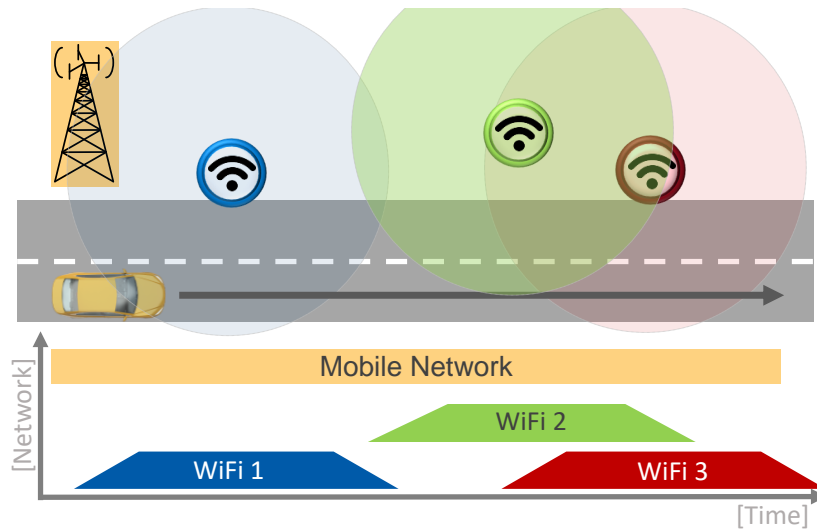 [Network]
Mobile Network
WiFi 2
WiFi 1
WiFi 3
[Time]